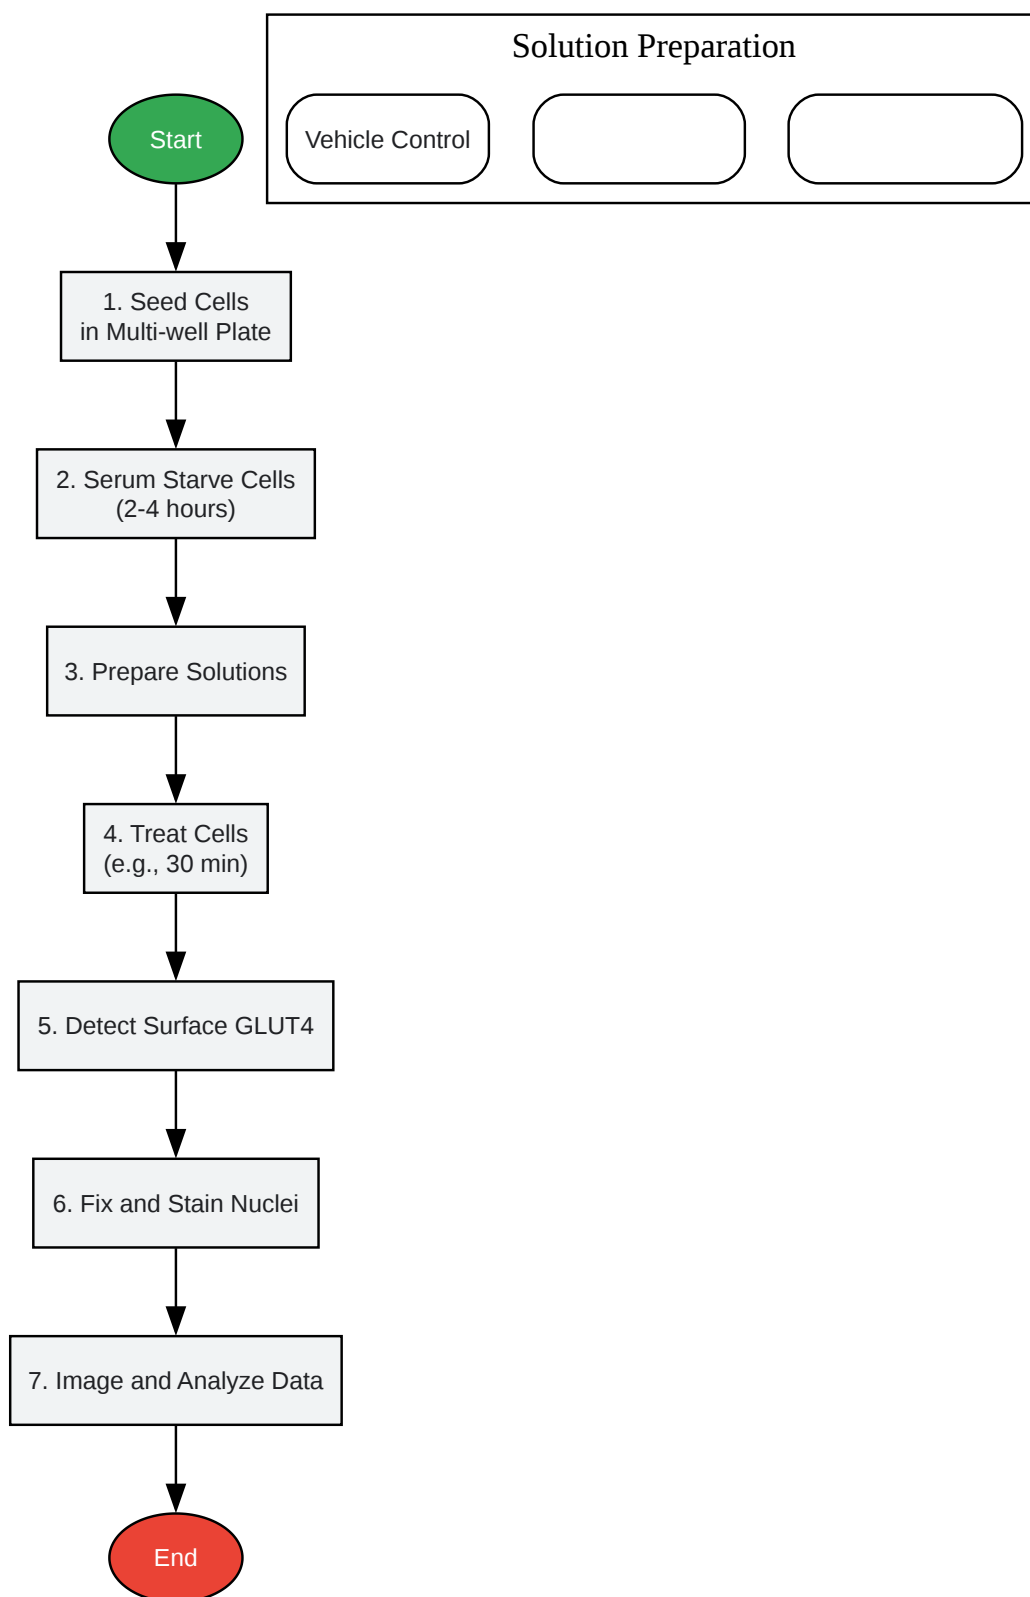 Solution Preparation
Start
Vehicle Control
1. Seed Cells
in Multi-well Plate
2. Serum Starve Cells
(2-4 hours)
3. Prepare Solutions
4. Treat Cells
(e.g., 30 min)
5. Detect Surface GLUT4
6. Fix and Stain Nuclei
7. Image and Analyze Data
End